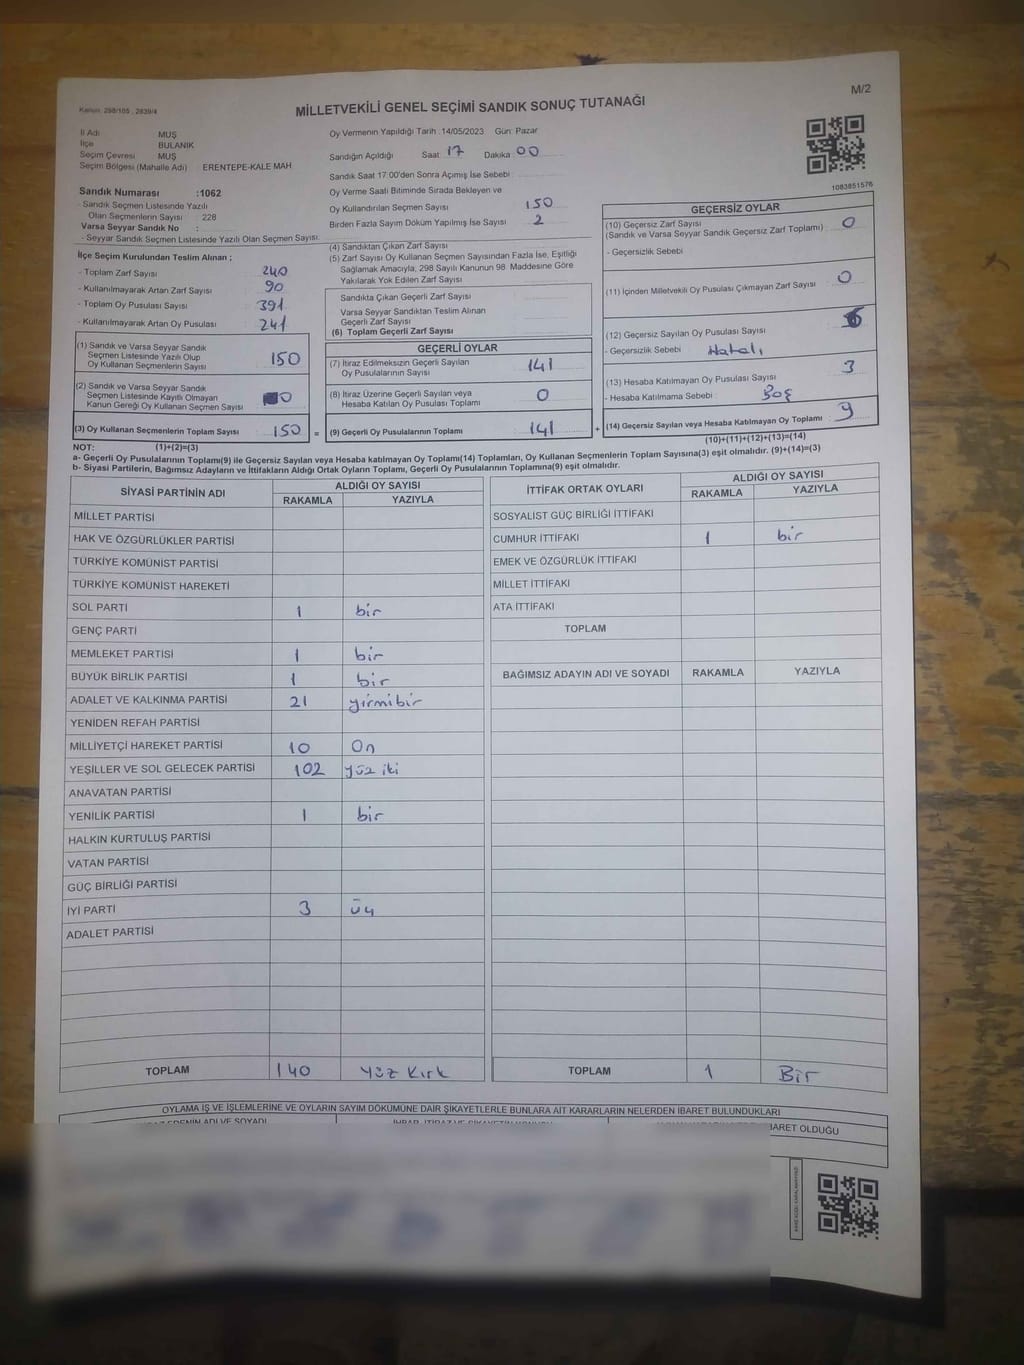 Kanun: 298/105 , 2839/4
MİLLETVEKİLİ GENEL SEÇİMİ SANDIK SONUÇ TUTANAĞI
M/2
İl Adı MUŞ
İlçe BULANIK
Seçim Çevresi MUŞ
Seçim Bölgesi (Mahalle Adı) ERENTEPE-KALE MAH
Sandık Numarası :1062
- Sandık Seçmen Listesinde Yazılı
Olan Seçmenlerin Sayısı : 228
Varsa Seyyar Sandık No :
- Seyyar Sandık Seçmen Listesinde Yazılı Olan Seçmen Sayısı:
Oy Vermenin Yapıldığı Tarih :14/05/2023 Gün: Pazar
Sandığın Açıldığı Saat: 17 Dakika: 00
Sandık Saat 17:00'den Sonra Açımış İse Sebebi :
Oy Verme Saati Bitiminde Sırada Bekleyen ve
Oy Kullandırılan Seçmen Sayısı 150
Birden Fazla Sayım Döküm Yapılmış İse Sayısı 2
1083851576
İlçe Seçim Kurulundan Teslim Alınan ;
- Toplam Zarf Sayısı 240
- Kullanılmayarak Artan Zarf Sayısı 90
- Toplam Oy Pusulası Sayısı 391
- Kullanılmayarak Artan Oy Pusulası 241
(1) Sandık ve Varsa Seyyar Sandık
Seçmen Listesinde Yazılı Olup
Oy Kullanan Seçmenlerin Sayısı 150
(2) Sandık ve Varsa Seyyar Sandık
Seçmen Listesinde Kayıtlı Olmayan
Kanun Gereği Oy Kullanan Seçmen Sayısı 0
(3) Oy Kullanan Seçmenlerin Toplam Sayısı 150 =
(1)+(2)=(3)
(4) Sandıktan Çıkan Zarf Sayısı
(5) Zarf Sayısı Oy Kullanan Seçmen Sayısından Fazla İse, Eşitliği
Sağlamak Amacıyla; 298 Sayılı Kanunun 98. Maddesine Göre
Yakılarak Yok Edilen Zarf Sayısı
Sandıkta Çıkan Geçerli Zarf Sayısı
Varsa Seyyar Sandıktan Teslim Alınan
Geçerli Zarf Sayısı
(6) Toplam Geçerli Zarf Sayısı
GEÇERLİ OYLAR
(7) İtiraz Edilmeksizin Geçerli Sayılan
Oy Pusulalarının Sayısı 141
(8) İtiraz Üzerine Geçerli Sayılan veya
Hesaba Katılan Oy Pusulası Toplamı 0
(9) Geçerli Oy Pusulalarının Toplamı 141 +
GEÇERSİZ OYLAR
(10) Geçersiz Zarf Sayısı
(Sandık ve Varsa Seyyar Sandık Geçersiz Zarf Toplamı) 0
- Geçersizlik Sebebi
(11) İçinden Milletvekili Oy Pusulası Çıkmayan Zarf Sayısı 0
(12) Geçersiz Sayılan Oy Pusulası Sayısı 6
- Geçersizlik Sebebi Hatalı
(13) Hesaba Katılmayan Oy Pusulası Sayısı 3
- Hesaba Katılmama Sebebi : Boş
(14) Geçersiz Sayılan veya Hesaba Katılmayan Oy Toplamı 9
(10)+(11)+(12)+(13)=(14)
NOT:
a- Geçerli Oy Pusulalarının Toplamı(9) ile Geçersiz Sayılan veya Hesaba katılmayan Oy Toplamı(14) Toplamları, Oy Kullanan Seçmenlerin Toplam Sayısına(3) eşit olmalıdır. (9)+(14)=(3)
b- Siyasi Partilerin, Bağımsız Adayların ve İttifakların Aldığı Ortak Oyların Toplamı, Geçerli Oy Pusulalarının Toplamına(9) eşit olmalıdır.
SİYASİ PARTİNİN ADI ALDIĞI OY SAYISI
RAKAMLA YAZIYLA
MİLLET PARTİSİ
HAK VE ÖZGÜRLÜKLER PARTİSİ
TÜRKİYE KOMÜNİST PARTİSİ
TÜRKİYE KOMÜNİST HAREKETİ
SOL PARTİ 1 bir
GENÇ PARTİ
MEMLEKET PARTİSİ 1 bir
BÜYÜK BİRLİK PARTİSİ 1 bir
ADALET VE KALKINMA PARTİSİ 21 yirmibir
YENİDEN REFAH PARTİSİ
MİLLİYETÇİ HAREKET PARTİSİ 10 On
YEŞİLLER VE SOL GELECEK PARTİSİ 102 yüz iki
ANAVATAN PARTİSİ
YENİLİK PARTİSİ 1 bir
HALKIN KURTULUŞ PARTİSİ
VATAN PARTİSİ
GÜÇ BİRLİĞİ PARTİSİ
İYİ PARTİ 3 üç
ADALET PARTİSİ
TOPLAM 140 Yüz Kırk
İTTİFAK ORTAK OYLARI ALDIĞI OY SAYISI
RAKAMLA YAZIYLA
SOSYALİST GÜÇ BİRLİĞİ İTTİFAKI
CUMHUR İTTİFAKI 1 bir
EMEK VE ÖZGÜRLÜK İTTİFAKI
MİLLET İTTİFAKI
ATA İTTİFAKI
TOPLAM
BAĞIMSIZ ADAYIN ADI VE SOYADI RAKAMLA YAZIYLA
TOPLAM 1 Bir
OYLAMA İŞ VE İŞLEMLERİNE VE OYLARIN SAYIM DÖKÜMÜNE DAİR ŞİKAYETLERLE BUNLARA AİT KARARLARIN NELERDEN İBARET BULUNDUKLARI
ADI VE SOYADI
İBARET OLDUĞU